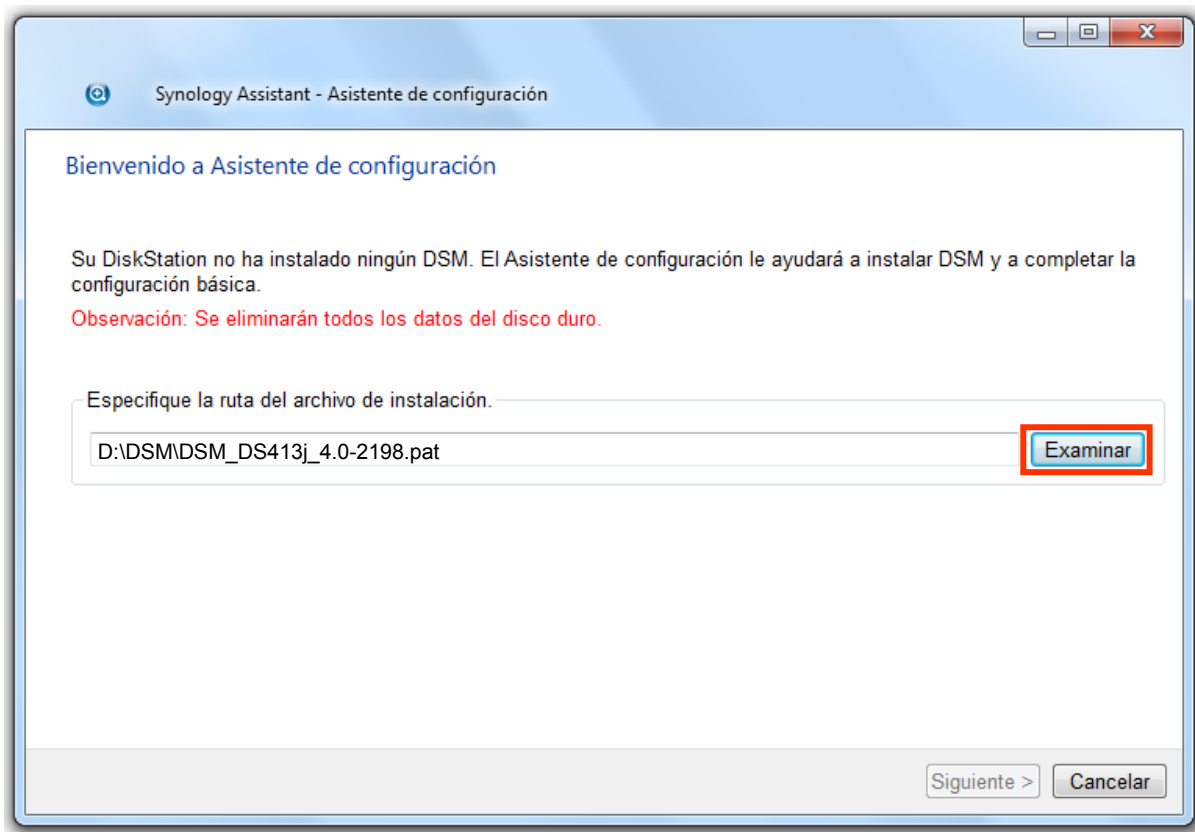 Synology Assistant - Asistente de configuración
Bienvenido a Asistente de configuración
Su DiskStation no ha instalado ningún DSM. El Asistente de configuración le ayudará a instalar DSM y a completar la
configuración básica.
Observación: Se eliminarán todos los datos del disco duro.
Especifique la ruta del archivo de instalación.
D:\DSM\DSM_DS413j_4.0-2198.pat
Examinar
Siguiente >
Cancelar